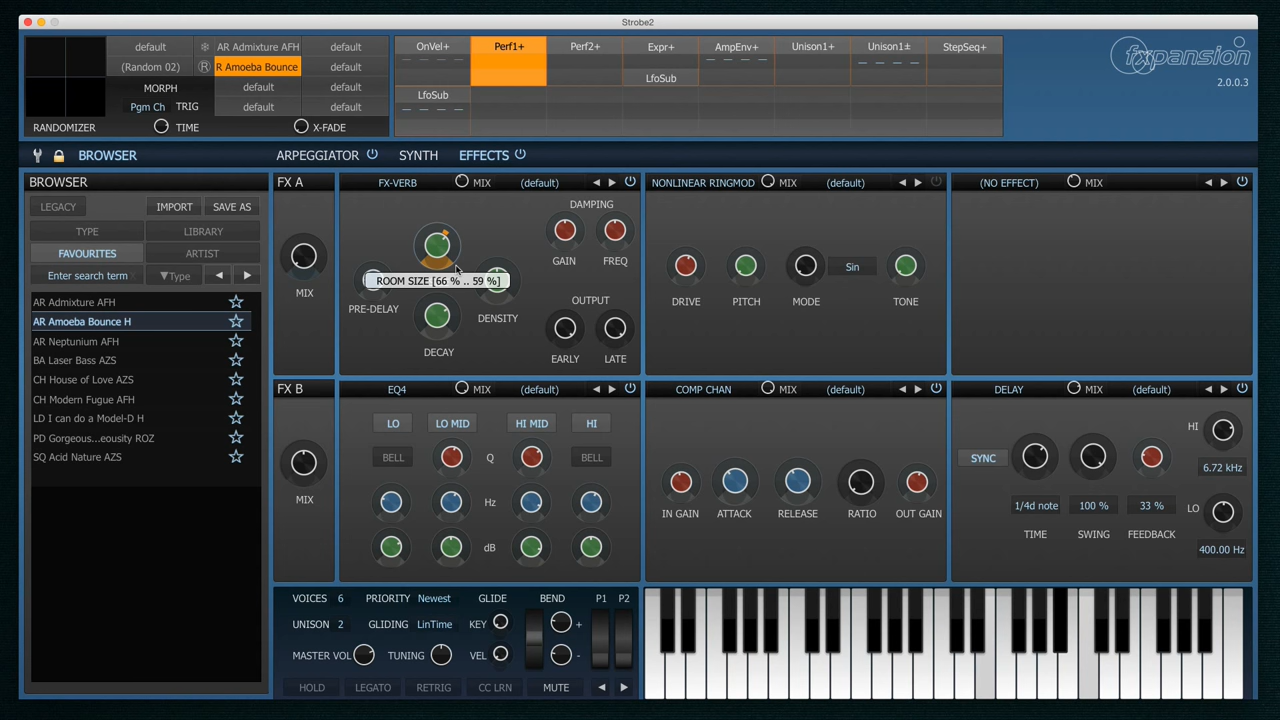 Strobe2
default
AR Admixture AFH
default
(Random 02)
R
R Amoeba Bounce
default
MORPH
default
default
Pgm Ch
TRIG
default
default
RANDOMIZER
TIME
X-FADE
OnVel+
Perf1+
Perf2+
Expr+
AmpEnv+
Unison1+
Unison1±
StepSeq+
LfoSub
LfoSub
fxpansion
2.0.0.3
BROWSER
ARPEGGIATOR
SYNTH
EFFECTS
BROWSER
LEGACY
IMPORT
SAVE AS
TYPE
LIBRARY
FAVOURITES
ARTIST
Enter search term
▼Type
AR Admixture AFH
AR Amoeba Bounce H
AR Neptunium AFH
BA Laser Bass AZS
CH House of Love AZS
CH Modern Fugue AFH
LD I can do a Model-D H
PD Gorgeous...eousity ROZ
SQ Acid Nature AZS
FX A
MIX
FX-VERB
MIX
(default)
DAMPING
GAIN
FREQ
ROOM SIZE [66 % .. 59 %]
PRE-DELAY
DENSITY
DECAY
OUTPUT
EARLY
LATE
NONLINEAR RINGMOD
MIX
(default)
DRIVE
PITCH
MODE
Sin
TONE
(NO EFFECT)
MIX
FX B
MIX
EQ4
MIX
(default)
LO
LO MID
HI MID
HI
BELL
Q
BELL
Hz
dB
COMP CHAN
MIX
(default)
IN GAIN
ATTACK
RELEASE
RATIO
OUT GAIN
DELAY
MIX
(default)
SYNC
HI
6.72 kHz
1/4d note
100 %
33 %
LO
TIME
SWING
FEEDBACK
400.00 Hz
VOICES 6
PRIORITY Newest
GLIDE
BEND
P1
P2
UNISON 2
GLIDING LinTime
KEY
+
MASTER VOL
TUNING
VEL
-
HOLD
LEGATO
RETRIG
CC LRN
MUTE